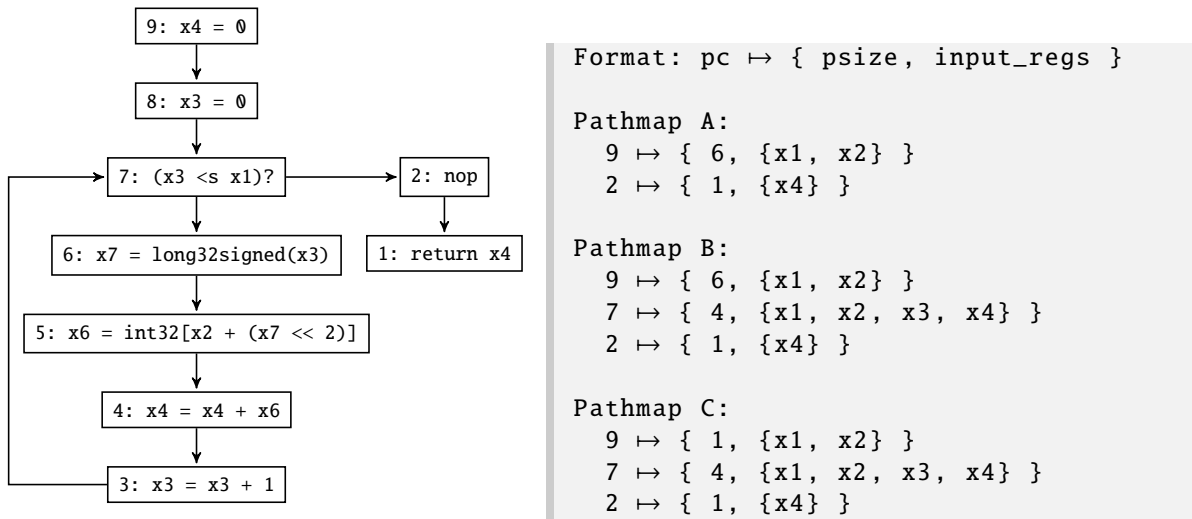 9: x4 = 0
8: x3 = 0
7: (x3 <s x1)?
2: nop
6: x7 = long32signed(x3)
1: return x4
5: x6 = int32[x2 + (x7 << 2)]
4: x4 = x4 + x6
3: x3 = x3 + 1
Format: pc ↦ { psize, input_regs }
Pathmap A:
9 ↦ { 6, {x1, x2} }
2 ↦ { 1, {x4} }
Pathmap B:
9 ↦ { 6, {x1, x2} }
7 ↦ { 4, {x1, x2, x3, x4} }
2 ↦ { 1, {x4} }
Pathmap C:
9 ↦ { 1, {x1, x2} }
7 ↦ { 4, {x1, x2, x3, x4} }
2 ↦ { 1, {x4} }